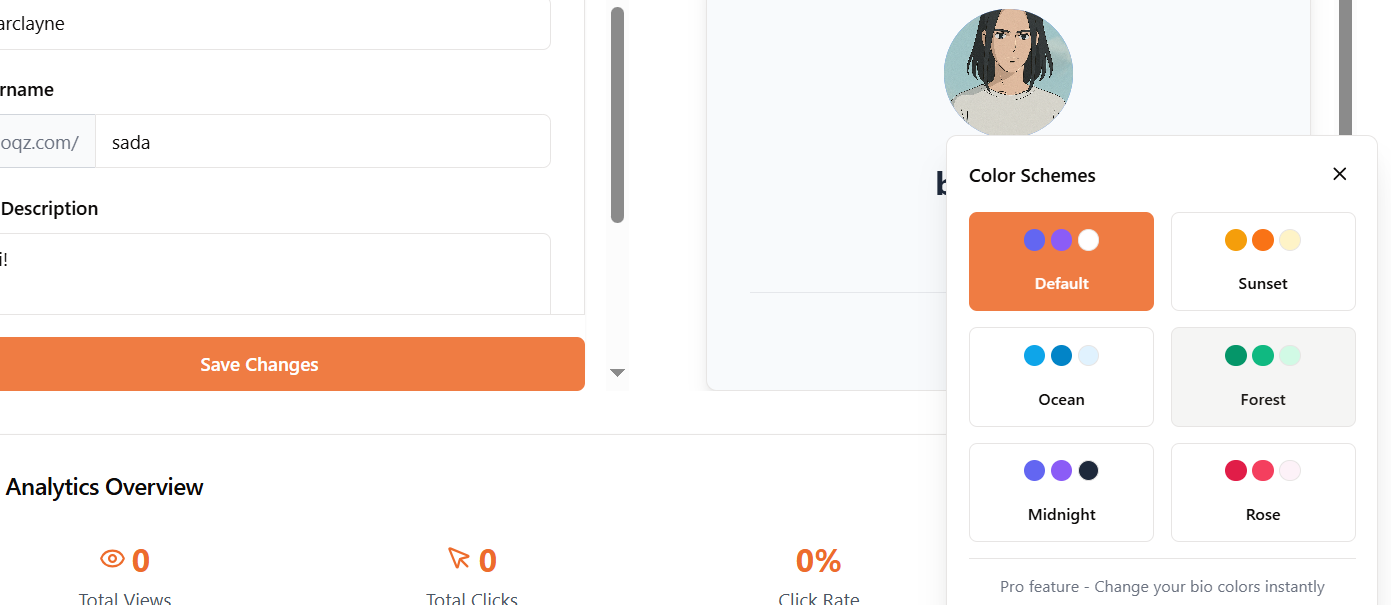 arclayne
rname
oqz.com/
sada
Description
i!
Save Changes
Color Schemes
Default
Sunset
Ocean
Forest
Midnight
Rose
Pro feature - Change your bio colors instantly
Analytics Overview
0
0
0%
Total Views
Total Clicks
Click Rate